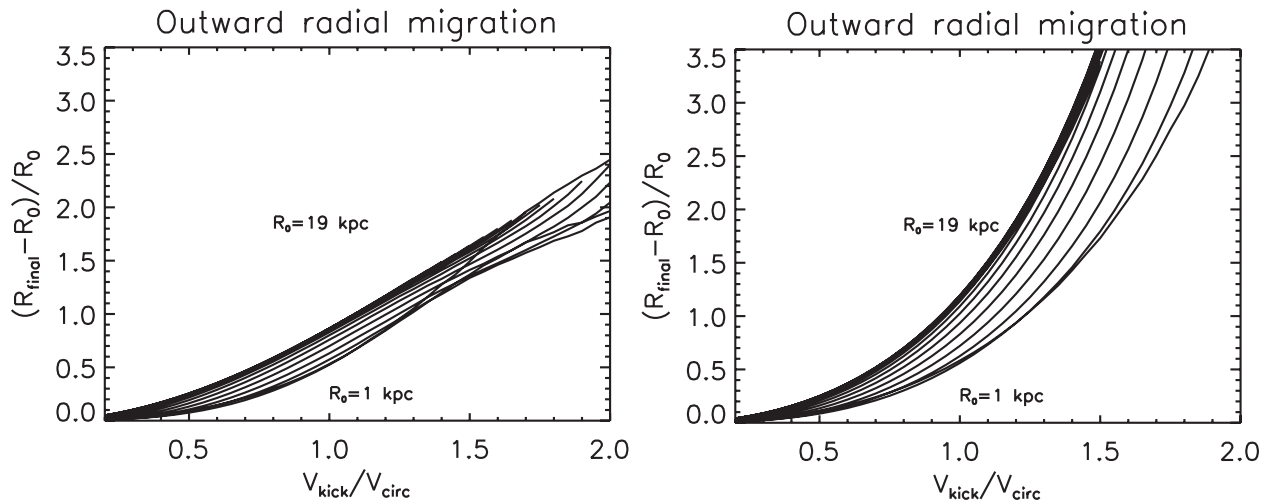 Outward radial migration
3.5
3.0
2.5
2.0
1.5
1.0
0.5
0.0
(R_final−R_0)/R_0
R_0=19 kpc
R_0=1 kpc
0.5 1.0 1.5 2.0
V_kick/V_circ
Outward radial migration
3.5
3.0
2.5
2.0
1.5
1.0
0.5
0.0
(R_final−R_0)/R_0
R_0=19 kpc
R_0=1 kpc
0.5 1.0 1.5 2.0
V_kick/V_circ